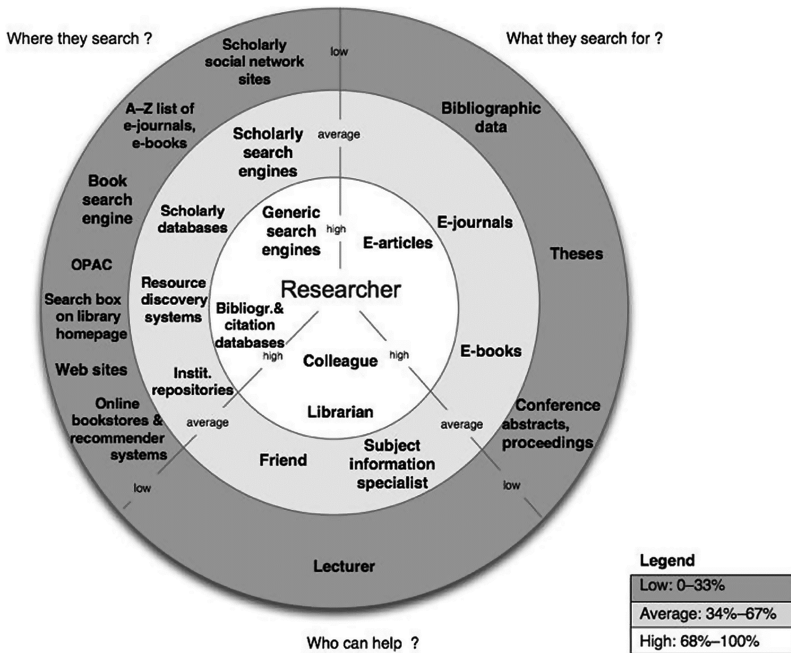 Where they search ?
What they search for ?
Scholarly
social network
sites
low
A–Z list of
e-journals,
e-books
Bibliographic
data
Scholarly
search
engines
average
Book
search
engine
Scholarly
databases
Generic
search
engines
high
E-articles
E-journals
Theses
OPAC
Resource
discovery
systems
Researcher
Search box
on library
homepage
Bibliogr.&
citation
databases
high
Colleague
high
E-books
Web sites
Instit.
repositories
Librarian
Online
bookstores &
recommender
systems
average
average
Conference
abstracts,
proceedings
Friend
Subject
information
specialist
low
low
Lecturer
Who can help ?
Legend
Low: 0–33%
Average: 34%–67%
High: 68%–100%